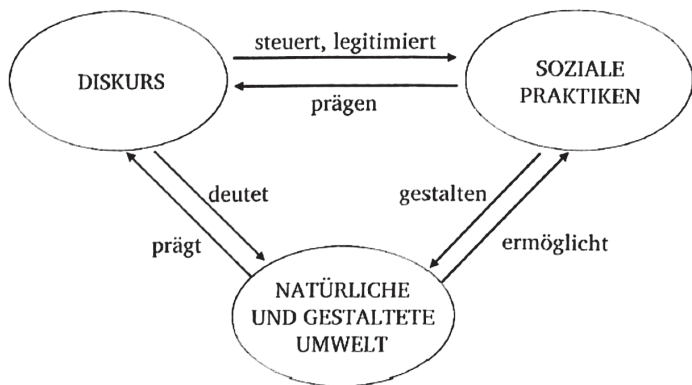 steuert, legitimiert
DISKURS
SOZIALE
PRAKTIKEN
prägen
deutet
gestalten
prägt
ermöglicht
NATÜRLICHE
UND GESTALTETE
UMWELT